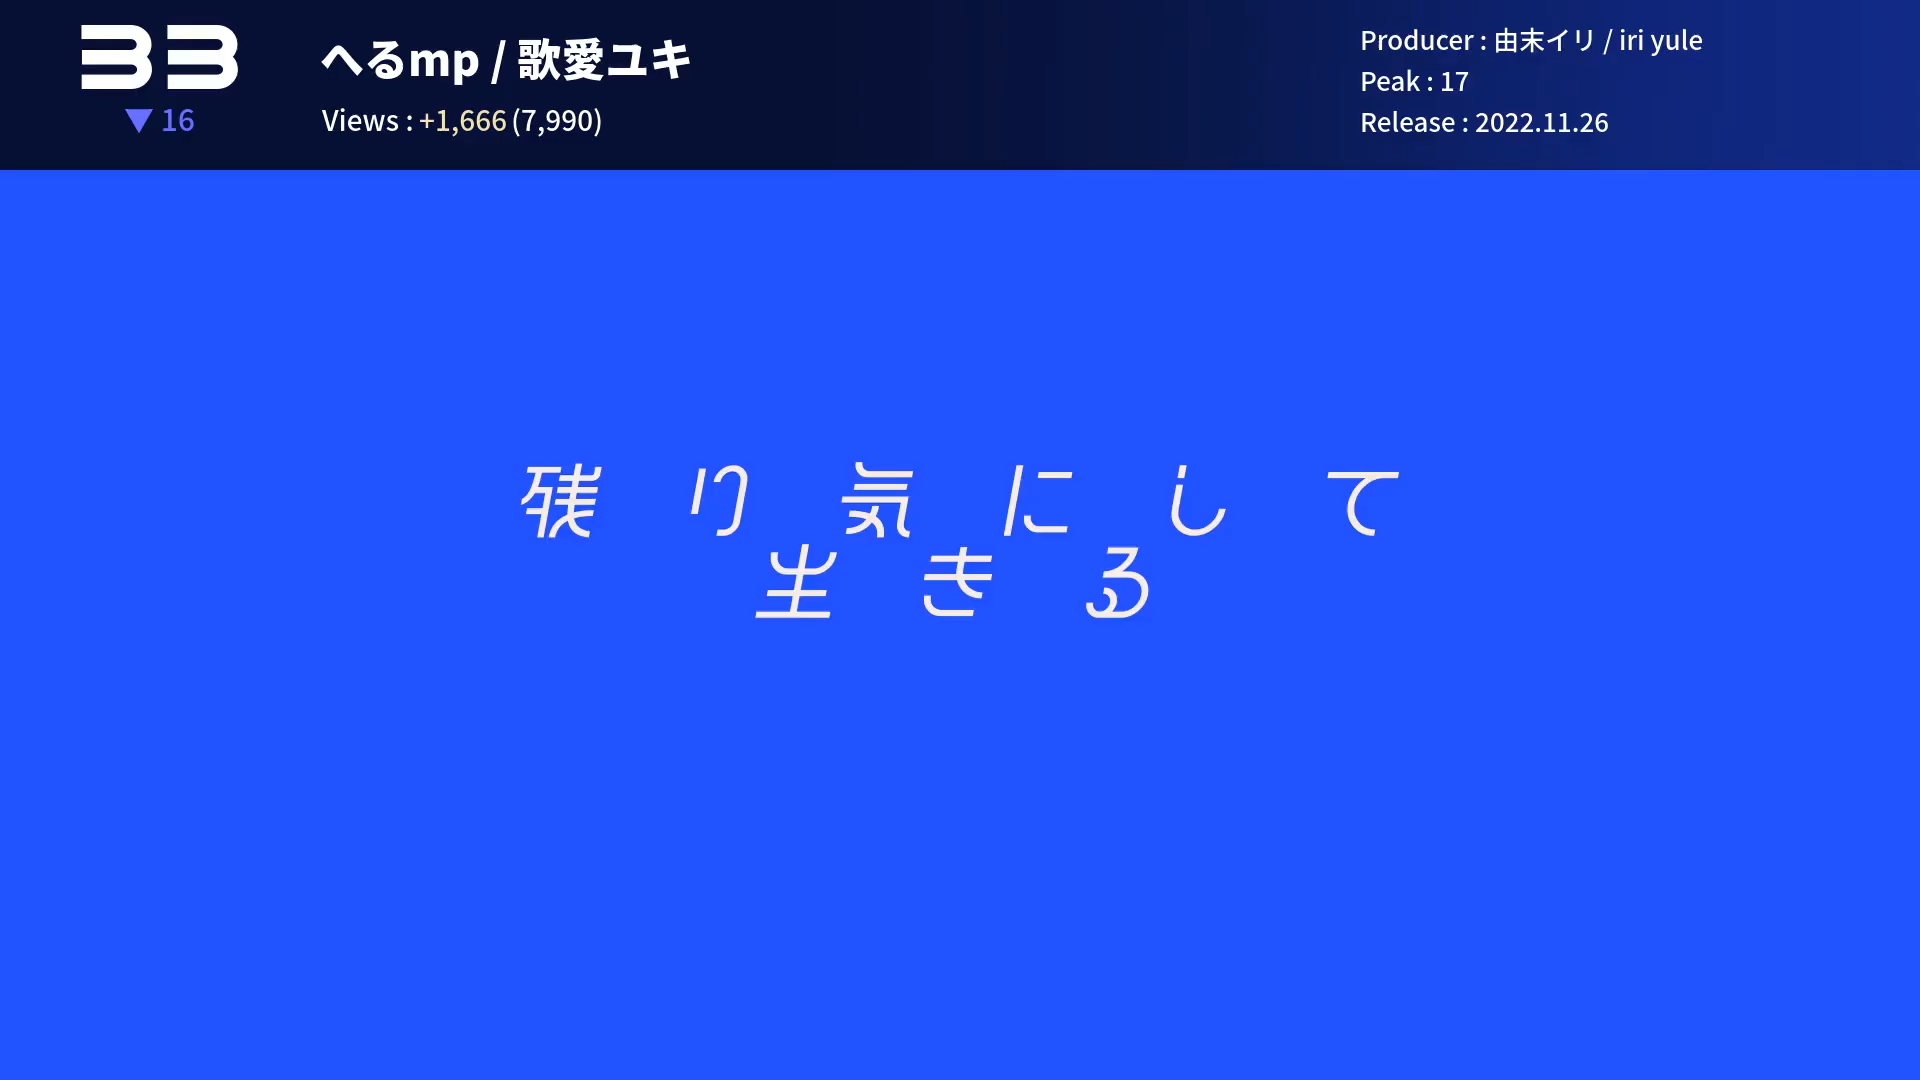 33
▼ 16
へるmp / 歌愛ユキ
Views : +1,666 (7,990)
Producer : 由末イリ / iri yule
Peak : 17
Release : 2022.11.26
残り気にして
生きる